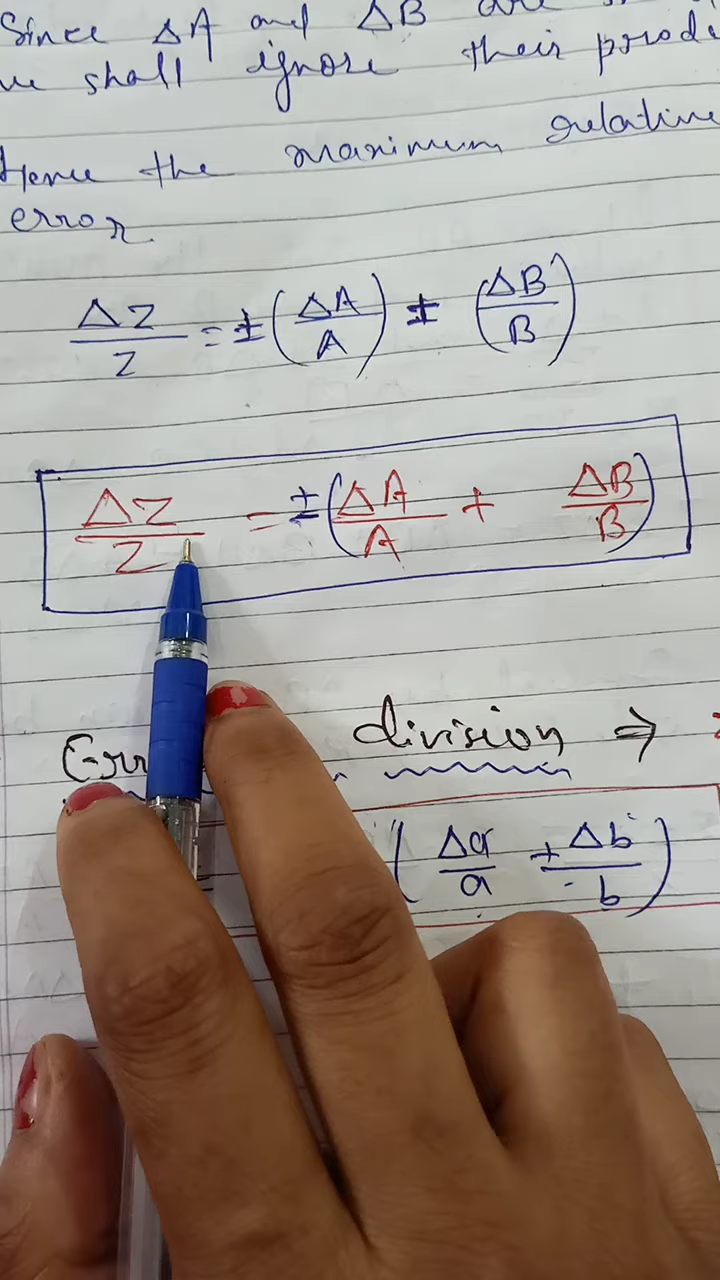 Since ΔA and ΔB are
we shall ignore their
Hence the maximum relative
error.
ΔZ/Z = ± (ΔA/A) ± (ΔB/B)
ΔZ/Z = ± (ΔA/A + ΔB/B)
division ⇒
(Δa/a + Δb/b)